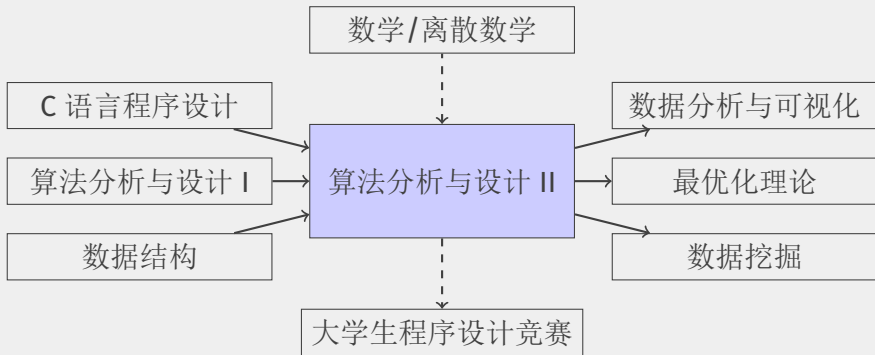 数学/离散数学
C 语言程序设计
数据分析与可视化
算法分析与设计 I
算法分析与设计 II
最优化理论
数据结构
数据挖掘
大学生程序设计竞赛